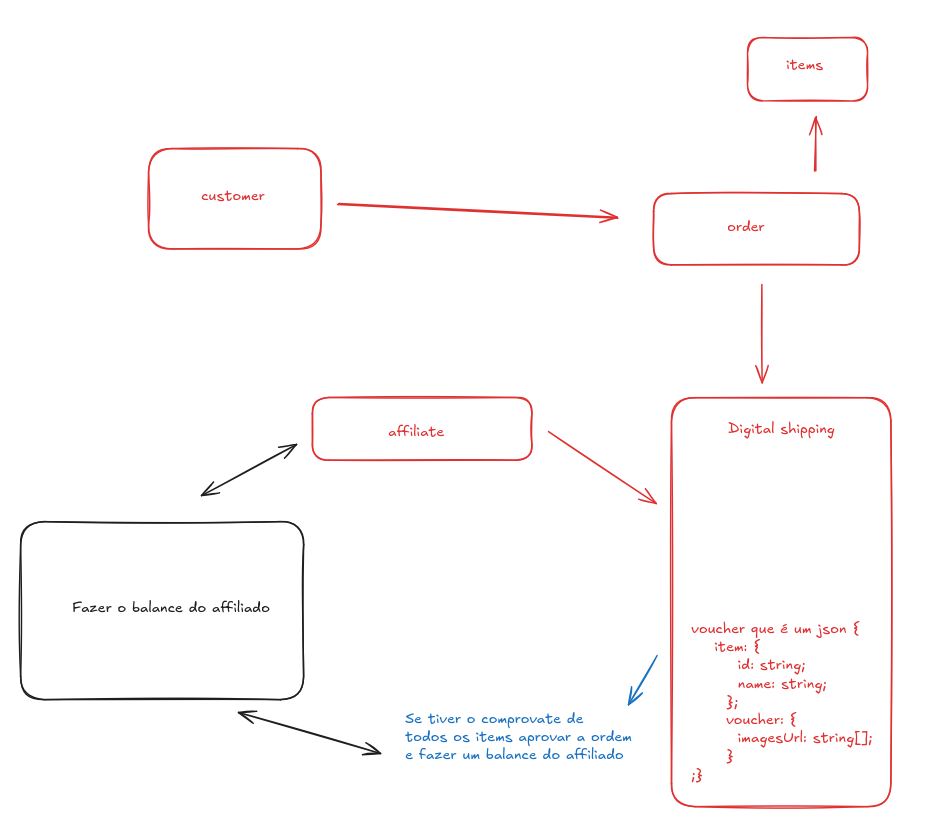 items
customer
order
affiliate
Digital shipping
Fazer o balance do affiliado
voucher que é um json {
item: {
id: string;
name: string;
};
voucher: {
imagesUrl: string[];
}
;}
Se tiver o comprovate de
todos os items aprovar a ordem
e fazer um balance do affiliado